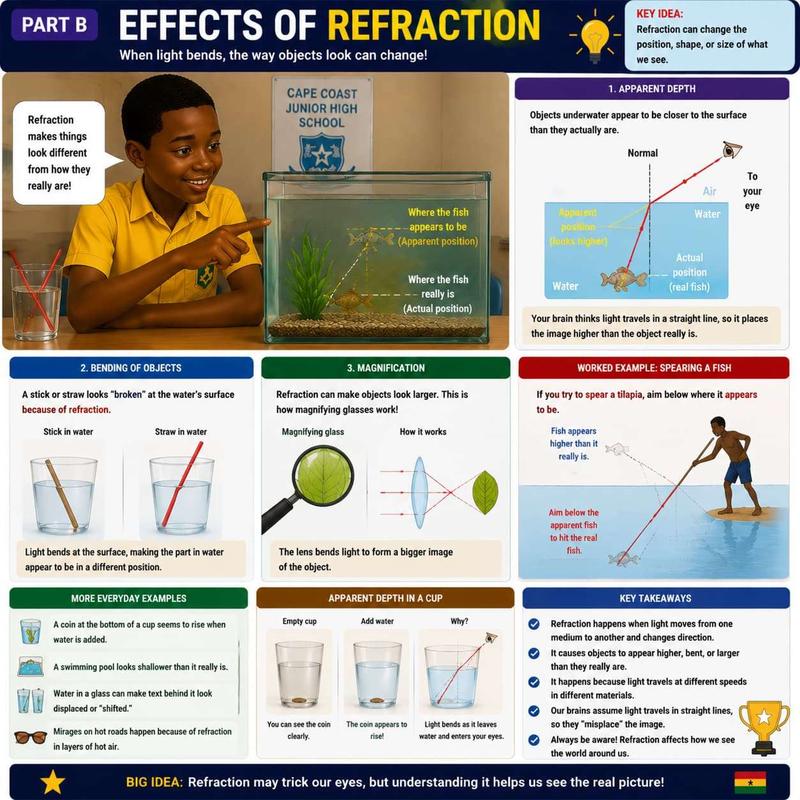 PART B
EFFECTS OF REFRACTION
When light bends, the way objects look can change!
KEY IDEA:
Refraction can change the
position, shape, or size of what
we see.
Refraction
makes things
look different
from how they
really are!
CAPE COAST
JUNIOR HIGH
SCHOOL
Where the fish
appears to be
(Apparent position)
Where the fish
really is
(Actual position)
1. APPARENT DEPTH
Objects underwater appear to be closer to the surface
than they actually are.
Normal
Air
To
your
eye
Water
Apparent
position
(looks higher)
Actual
position
(real fish)
Water
Your brain thinks light travels in a straight line, so it places
the image higher than the object really is.
2. BENDING OF OBJECTS
A stick or straw looks "broken" at the water's surface
because of refraction.
Stick in water
Straw in water
Light bends at the surface, making the part in water
appear to be in a different position.
3. MAGNIFICATION
Refraction can make objects look larger. This is
how magnifying glasses work!
Magnifying glass
How it works
The lens bends light to form a bigger image
of the object.
WORKED EXAMPLE: SPEARING A FISH
If you try to spear a tilapia, aim below where it appears
to be.
Fish appears
higher than it
really is.
Aim below the
apparent fish
to hit the real
fish.
MORE EVERYDAY EXAMPLES
A coin at the bottom of a cup seems to rise when
water is added.
A swimming pool looks shallower than it really is.
Water in a glass can make text behind it look
displaced or "shifted."
Mirages on hot roads happen because of refraction
in layers of hot air.
APPARENT DEPTH IN A CUP
Empty cup
Add water
Why?
You can see the coin
clearly.
The coin appears to
rise!
Light bends as it leaves
water and enters your eyes.
KEY TAKEAWAYS
Refraction happens when light moves from one
medium to another and changes direction.
It causes objects to appear higher, bent, or larger
than they really are.
It happens because light travels at different speeds
in different materials.
Our brains assume light travels in straight lines,
so they "misplace" the image.
Always be aware! Refraction affects how we see
the world around us.
BIG IDEA: Refraction may trick our eyes, but understanding it helps us see the real picture!